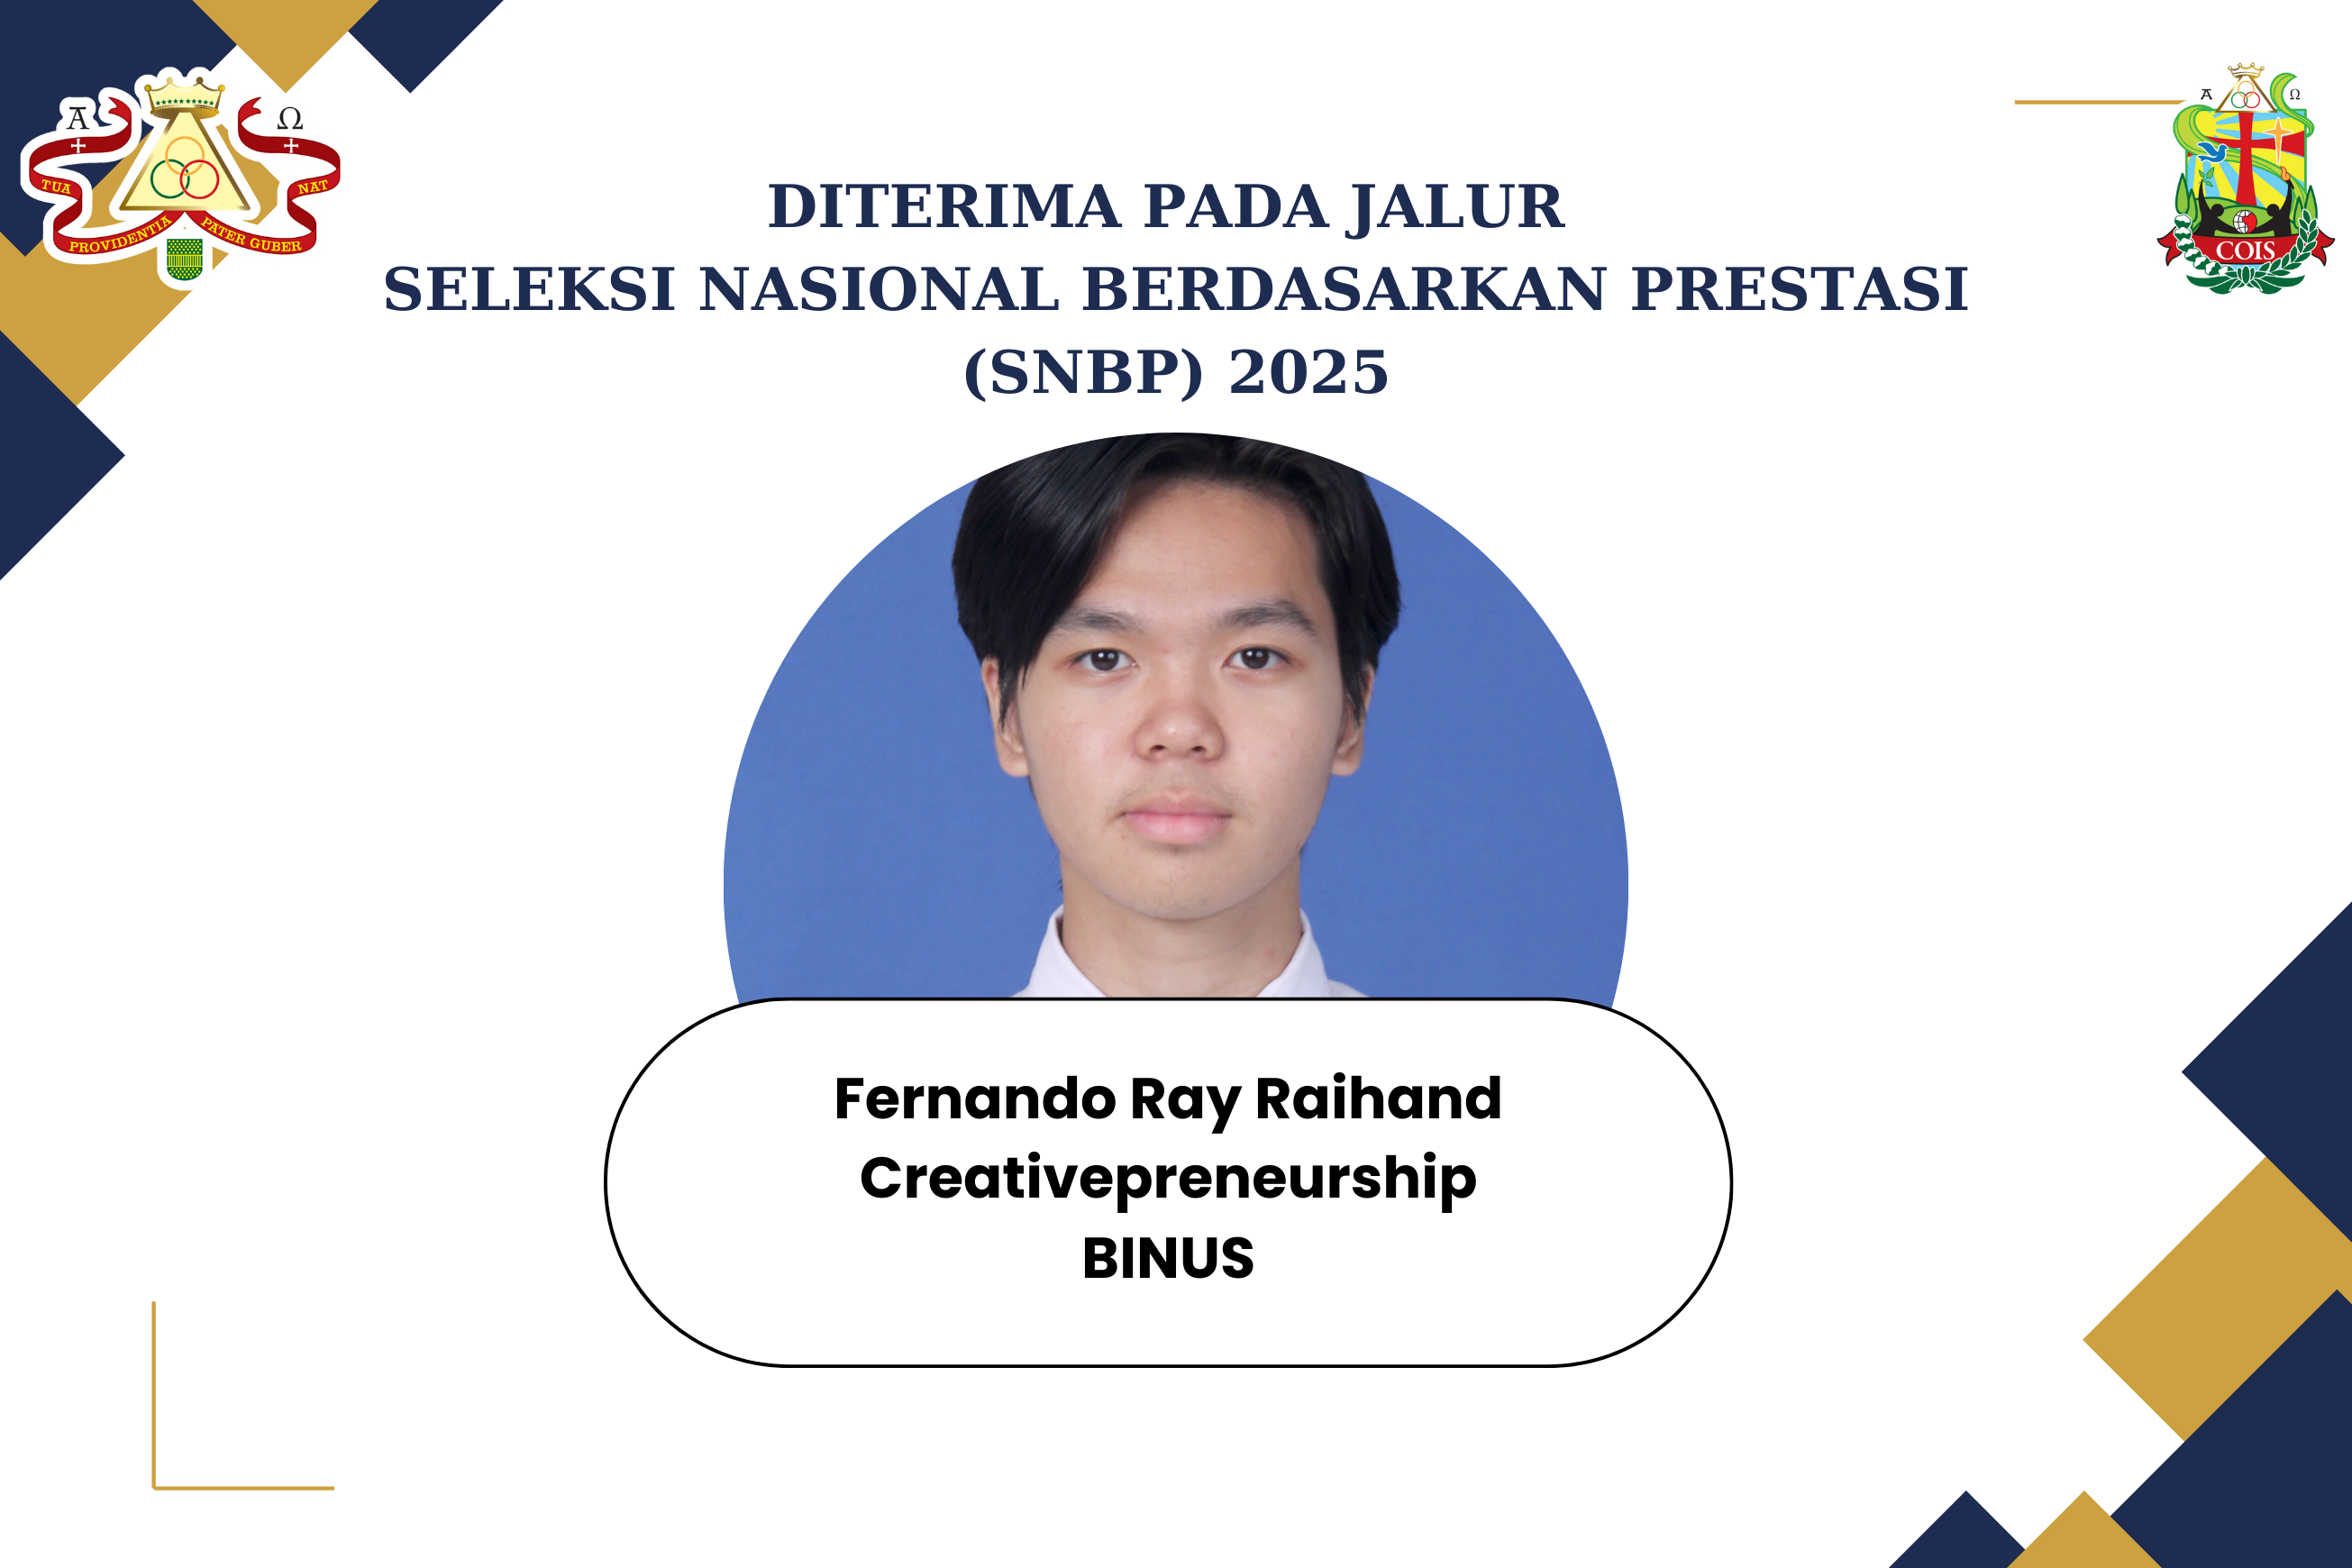 A
Ω
TUA
NAT
PROVIDENTIA
PATER GUBER
A
Ω
COIS
DITERIMA PADA JALUR
SELEKSI NASIONAL BERDASARKAN PRESTASI
(SNBP) 2025
Fernando Ray Raihand
Creativepreneurship
BINUS